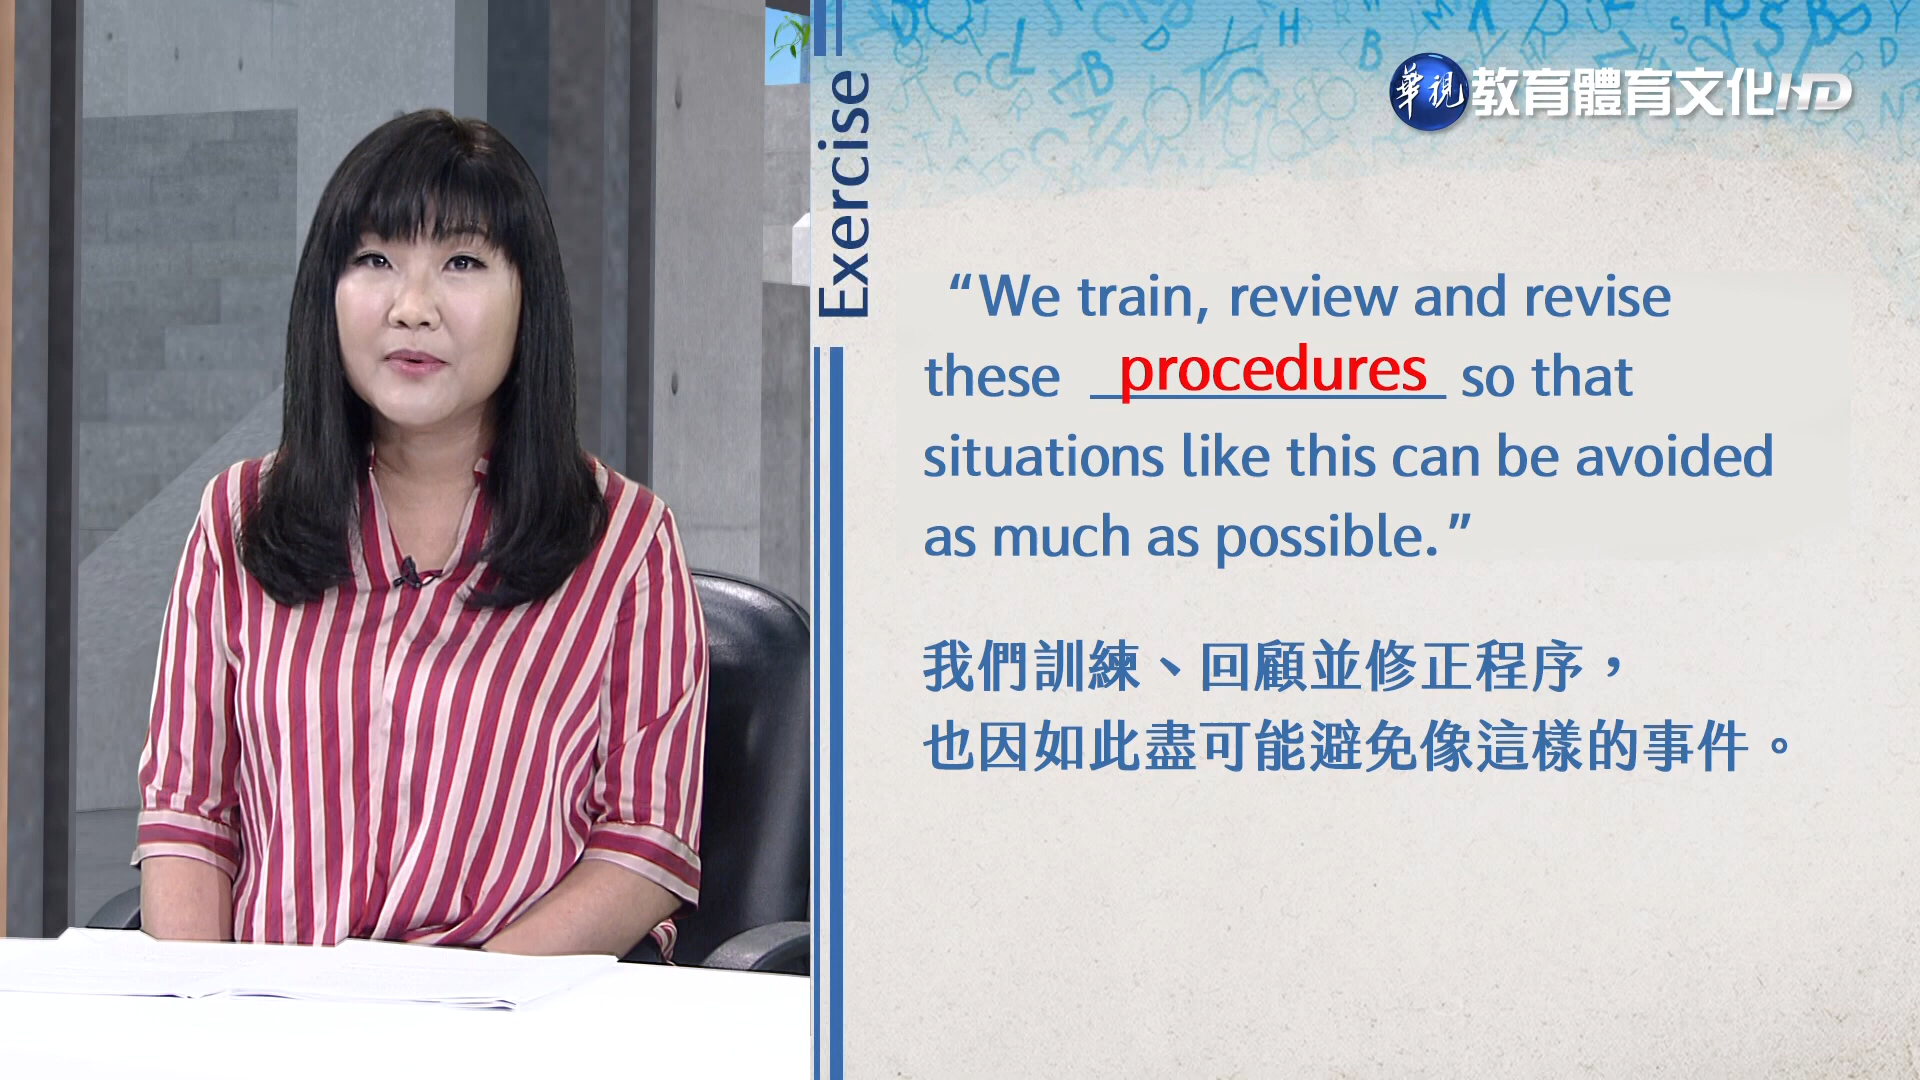 華視 教育體育文化HD
Exercise
“We train, review and revise
these procedures so that
situations like this can be avoided
as much as possible.”
我們訓練、回顧並修正程序，
也因如此盡可能避免像這樣的事件。